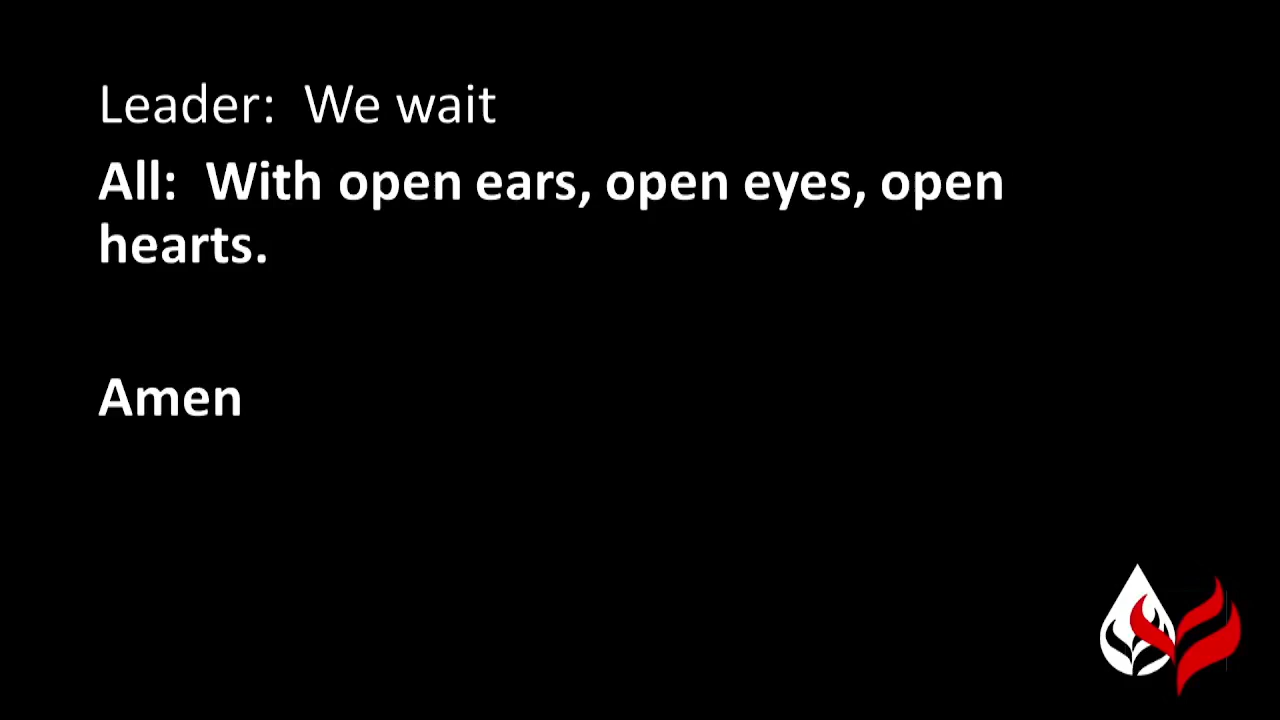 Leader:  We wait
All:  With open ears, open eyes, open
hearts.
Amen